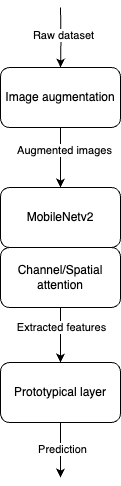 Raw dataset
Image augmentation
Augmented images
MobileNetv2
Channel/Spatial
attention
Extracted features
Prototypical layer
Prediction